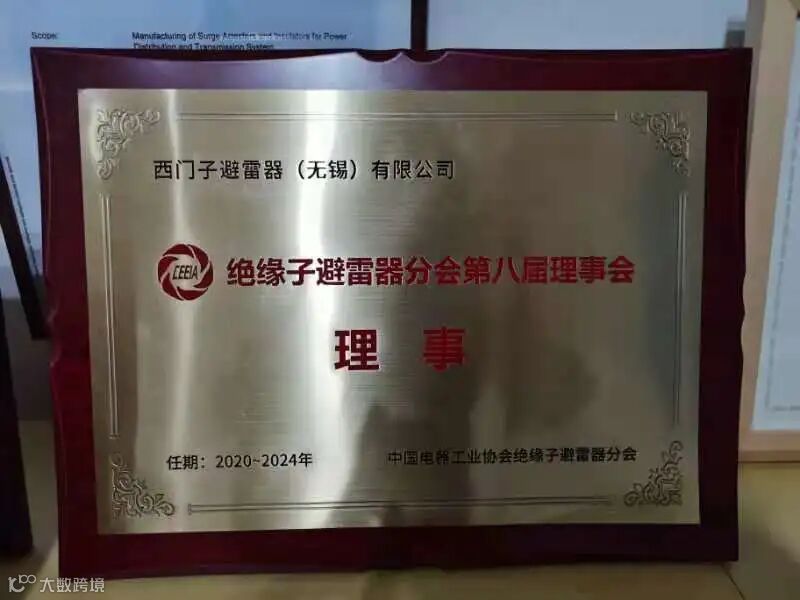 Scope:
Manufacturing of Surge Arresters and Insulators for Power
Distribution and Transmission System
西门子避雷器（无锡）有限公司
CEEIA
绝缘子避雷器分会第八届理事会
理 事
任期：2020~2024年
中国电器工业协会绝缘子避雷器分会
大数跨境